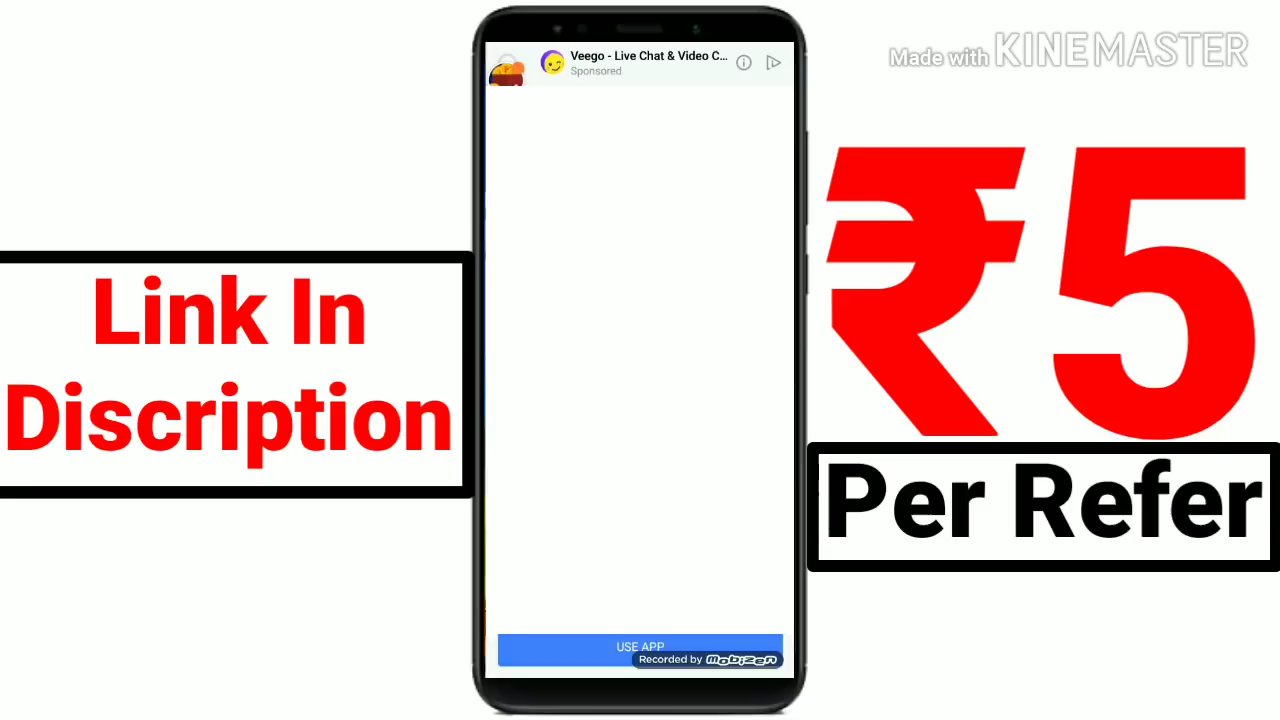 Veego - Live Chat & Video C...
Sponsored
Made with KINEMASTER
₹5
Link In
Discription
Per Refer
USE APP
Recorded by mobizen